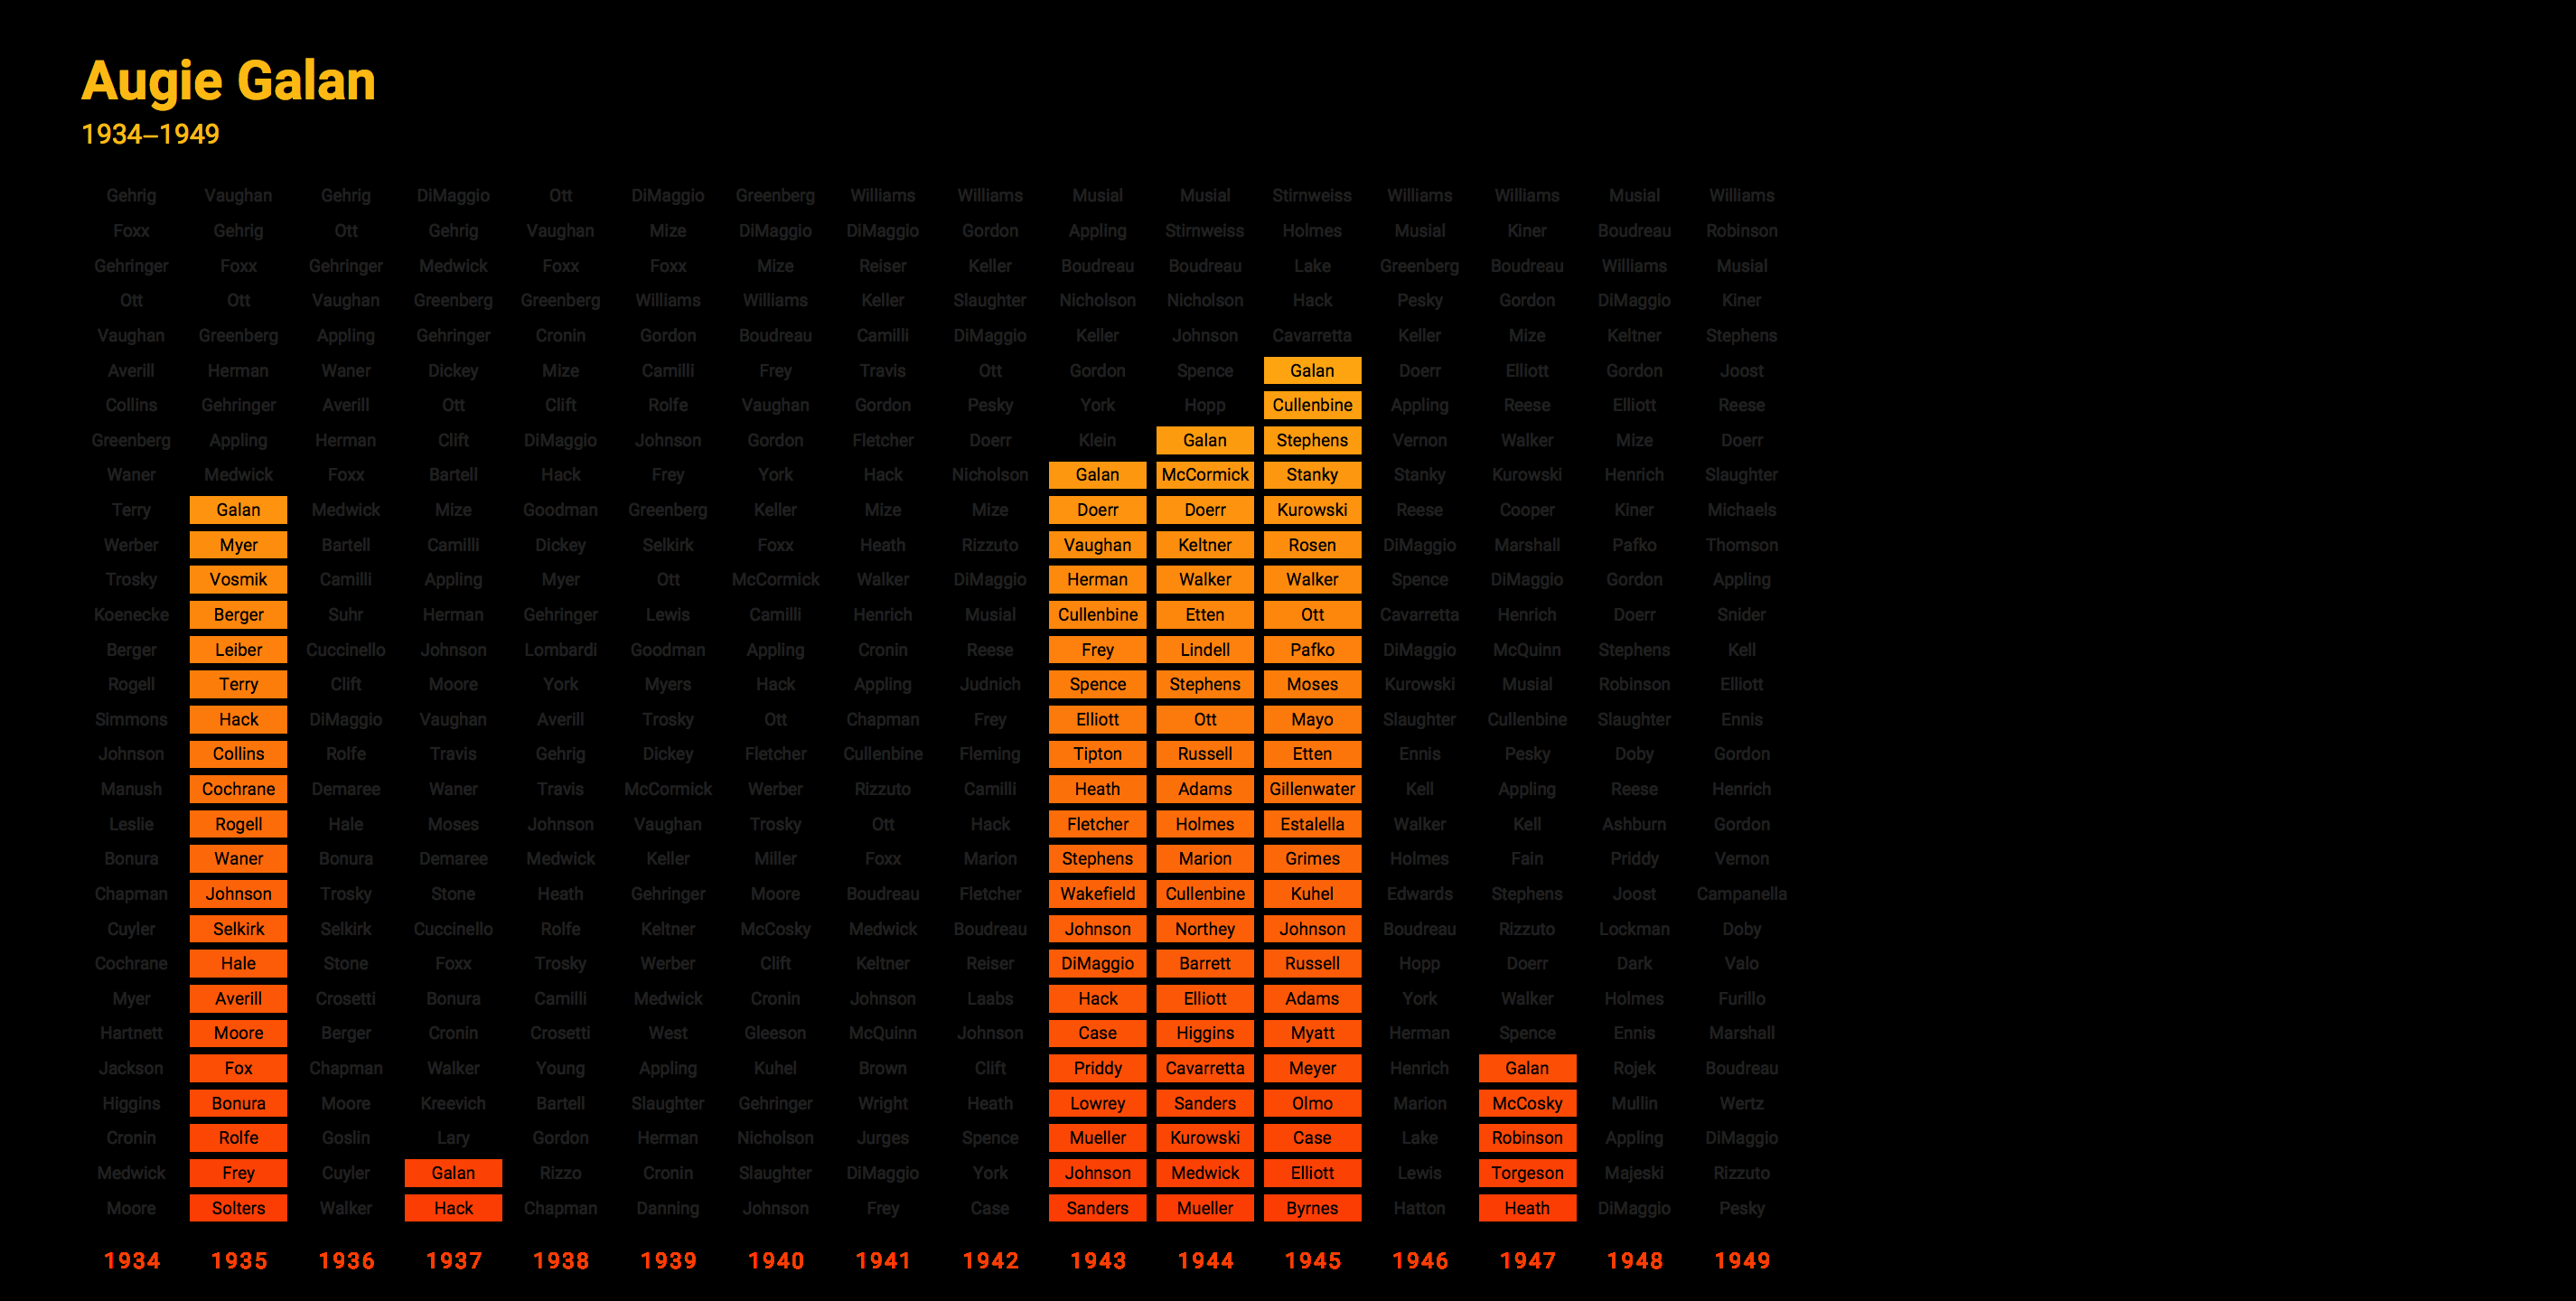 Augie Galan
1934–1949
Gehrig Vaughan Gehrig DiMaggio Ott DiMaggio Greenberg Williams Williams Musial Musial Stirnweiss Williams Williams Musial Williams
Foxx Gehrig Ott Gehrig Vaughan Mize DiMaggio DiMaggio Gordon Appling Stirnweiss Holmes Musial Kiner Boudreau Robinson
Gehringer Foxx Gehringer Medwick Foxx Foxx Mize Reiser Keller Boudreau Boudreau Lake Greenberg Boudreau Williams Musial
Ott Ott Vaughan Greenberg Greenberg Williams Williams Keller Slaughter Nicholson Nicholson Hack Pesky Gordon DiMaggio Kiner
Vaughan Greenberg Appling Gehringer Cronin Gordon Boudreau Camilli DiMaggio Keller Johnson Cavarretta Keller Mize Keltner Stephens
Averill Herman Waner Dickey Mize Camilli Frey Travis Ott Gordon Spence Galan Doerr Elliott Gordon Joost
Collins Gehringer Averill Ott Clift Rolfe Vaughan Gordon Pesky York Hopp Cullenbine Appling Reese Elliott Reese
Greenberg Appling Herman Clift DiMaggio Johnson Gordon Fletcher Doerr Klein Galan Stephens Vernon Walker Mize Doerr
Waner Medwick Foxx Bartell Hack Frey York Hack Nicholson Galan McCormick Stanky Stanky Kurowski Henrich Slaughter
Terry Galan Medwick Mize Goodman Greenberg Keller Mize Mize Doerr Doerr Kurowski Reese Cooper Kiner Michaels
Werber Myer Bartell Camilli Dickey Selkirk Foxx Heath Rizzuto Vaughan Keltner Rosen DiMaggio Marshall Pafko Thomson
Trosky Vosmik Camilli Appling Myer Ott McCormick Walker DiMaggio Herman Walker Walker Spence DiMaggio Gordon Appling
Koenecke Berger Suhr Herman Gehringer Lewis Camilli Henrich Musial Cullenbine Etten Ott Cavarretta Henrich Doerr Snider
Berger Leiber Cuccinello Johnson Lombardi Goodman Appling Cronin Reese Frey Lindell Pafko DiMaggio McQuinn Stephens Kell
Rogell Terry Clift Moore York Myers Hack Appling Judnich Spence Stephens Moses Kurowski Musial Robinson Elliott
Simmons Hack DiMaggio Vaughan Averill Trosky Ott Chapman Frey Elliott Ott Mayo Slaughter Cullenbine Slaughter Ennis
Johnson Collins Rolfe Travis Gehrig Dickey Fletcher Cullenbine Fleming Tipton Russell Etten Ennis Pesky Doby Gordon
Manush Cochrane Demaree Waner Travis McCormick Werber Rizzuto Camilli Heath Adams Gillenwater Kell Appling Reese Henrich
Leslie Rogell Hale Moses Johnson Vaughan Trosky Ott Hack Fletcher Holmes Estalella Walker Kell Ashburn Gordon
Bonura Waner Bonura Demaree Medwick Keller Miller Foxx Marion Stephens Marion Grimes Holmes Fain Priddy Vernon
Chapman Johnson Trosky Stone Heath Gehringer Moore Boudreau Fletcher Wakefield Cullenbine Kuhel Edwards Stephens Joost Campanella
Cuyler Selkirk Selkirk Cuccinello Rolfe Keltner McCosky Medwick Boudreau Johnson Northey Johnson Boudreau Rizzuto Lockman Doby
Cochrane Hale Stone Foxx Trosky Werber Clift Keltner Reiser DiMaggio Barrett Russell Hopp Doerr Dark Valo
Myer Averill Crosetti Bonura Camilli Medwick Cronin Johnson Laabs Hack Elliott Adams York Walker Holmes Furillo
Hartnett Moore Berger Cronin Crosetti West Gleeson McQuinn Johnson Case Higgins Myatt Herman Spence Ennis Marshall
Jackson Fox Chapman Walker Young Appling Kuhel Brown Clift Priddy Cavarretta Meyer Henrich Galan Rojek Boudreau
Higgins Bonura Moore Kreevich Bartell Slaughter Gehringer Wright Heath Lowrey Sanders Olmo Marion McCosky Mullin Wertz
Cronin Rolfe Goslin Lary Gordon Herman Nicholson Jurges Spence Mueller Kurowski Case Lake Robinson Appling DiMaggio
Medwick Frey Cuyler Galan Rizzo Cronin Slaughter DiMaggio York Johnson Medwick Elliott Lewis Torgeson Majeski Rizzuto
Moore Solters Walker Hack Chapman Danning Johnson Frey Case Sanders Mueller Byrnes Hatton Heath DiMaggio Pesky
1934 1935 1936 1937 1938 1939 1940 1941 1942 1943 1944 1945 1946 1947 1948 1949